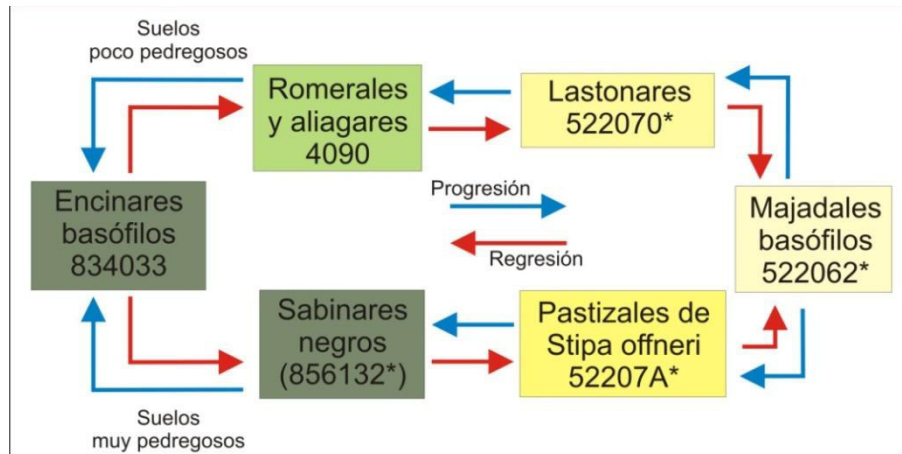 Suelos
poco pedregosos
Romerales
y aliagares
4090
Lastonares
522070*
Encinares
basófilos
834033
Progresión
Regresión
Majadales
basófilos
522062*
Sabinares
negros
(856132*)
Pastizales de
Stipa offneri
52207A*
Suelos
muy pedregosos